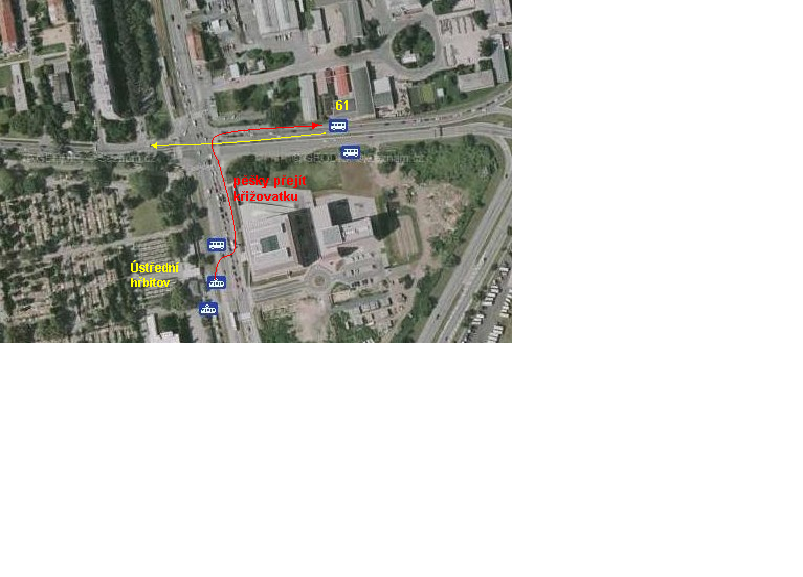 61
pěšky přejít
křižovatku
Ústřední
hřbitov